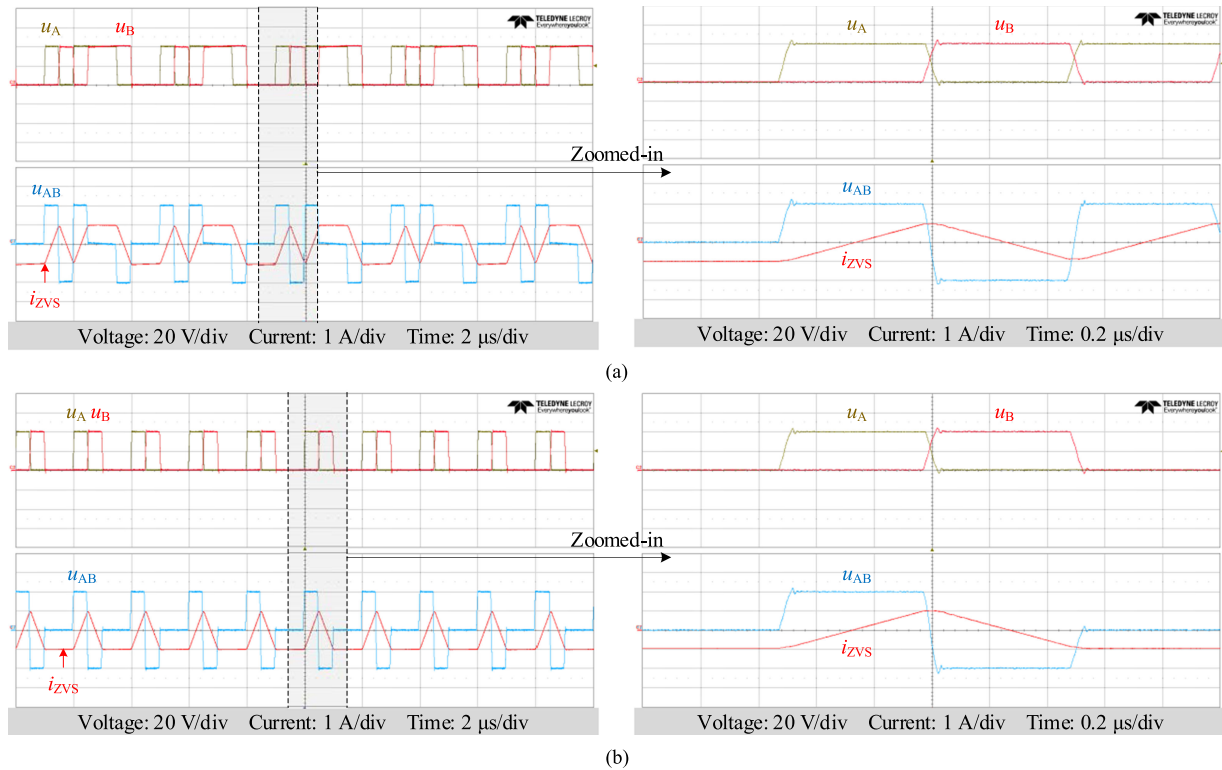 TELEDYNE LECROY
Everywhereyoulook
uA
uB
uAB
iZVS
Voltage: 20 V/div Current: 1 A/div Time: 2 μs/div
Zoomed-in
TELEDYNE LECROY
Everywhereyoulook
uA
uB
uAB
iZVS
Voltage: 20 V/div Current: 1 A/div Time: 0.2 μs/div
(a)
TELEDYNE LECROY
Everywhereyoulook
uA uB
uAB
iZVS
Voltage: 20 V/div Current: 1 A/div Time: 2 μs/div
Zoomed-in
TELEDYNE LECROY
Everywhereyoulook
uA
uB
uAB
iZVS
Voltage: 20 V/div Current: 1 A/div Time: 0.2 μs/div
(b)